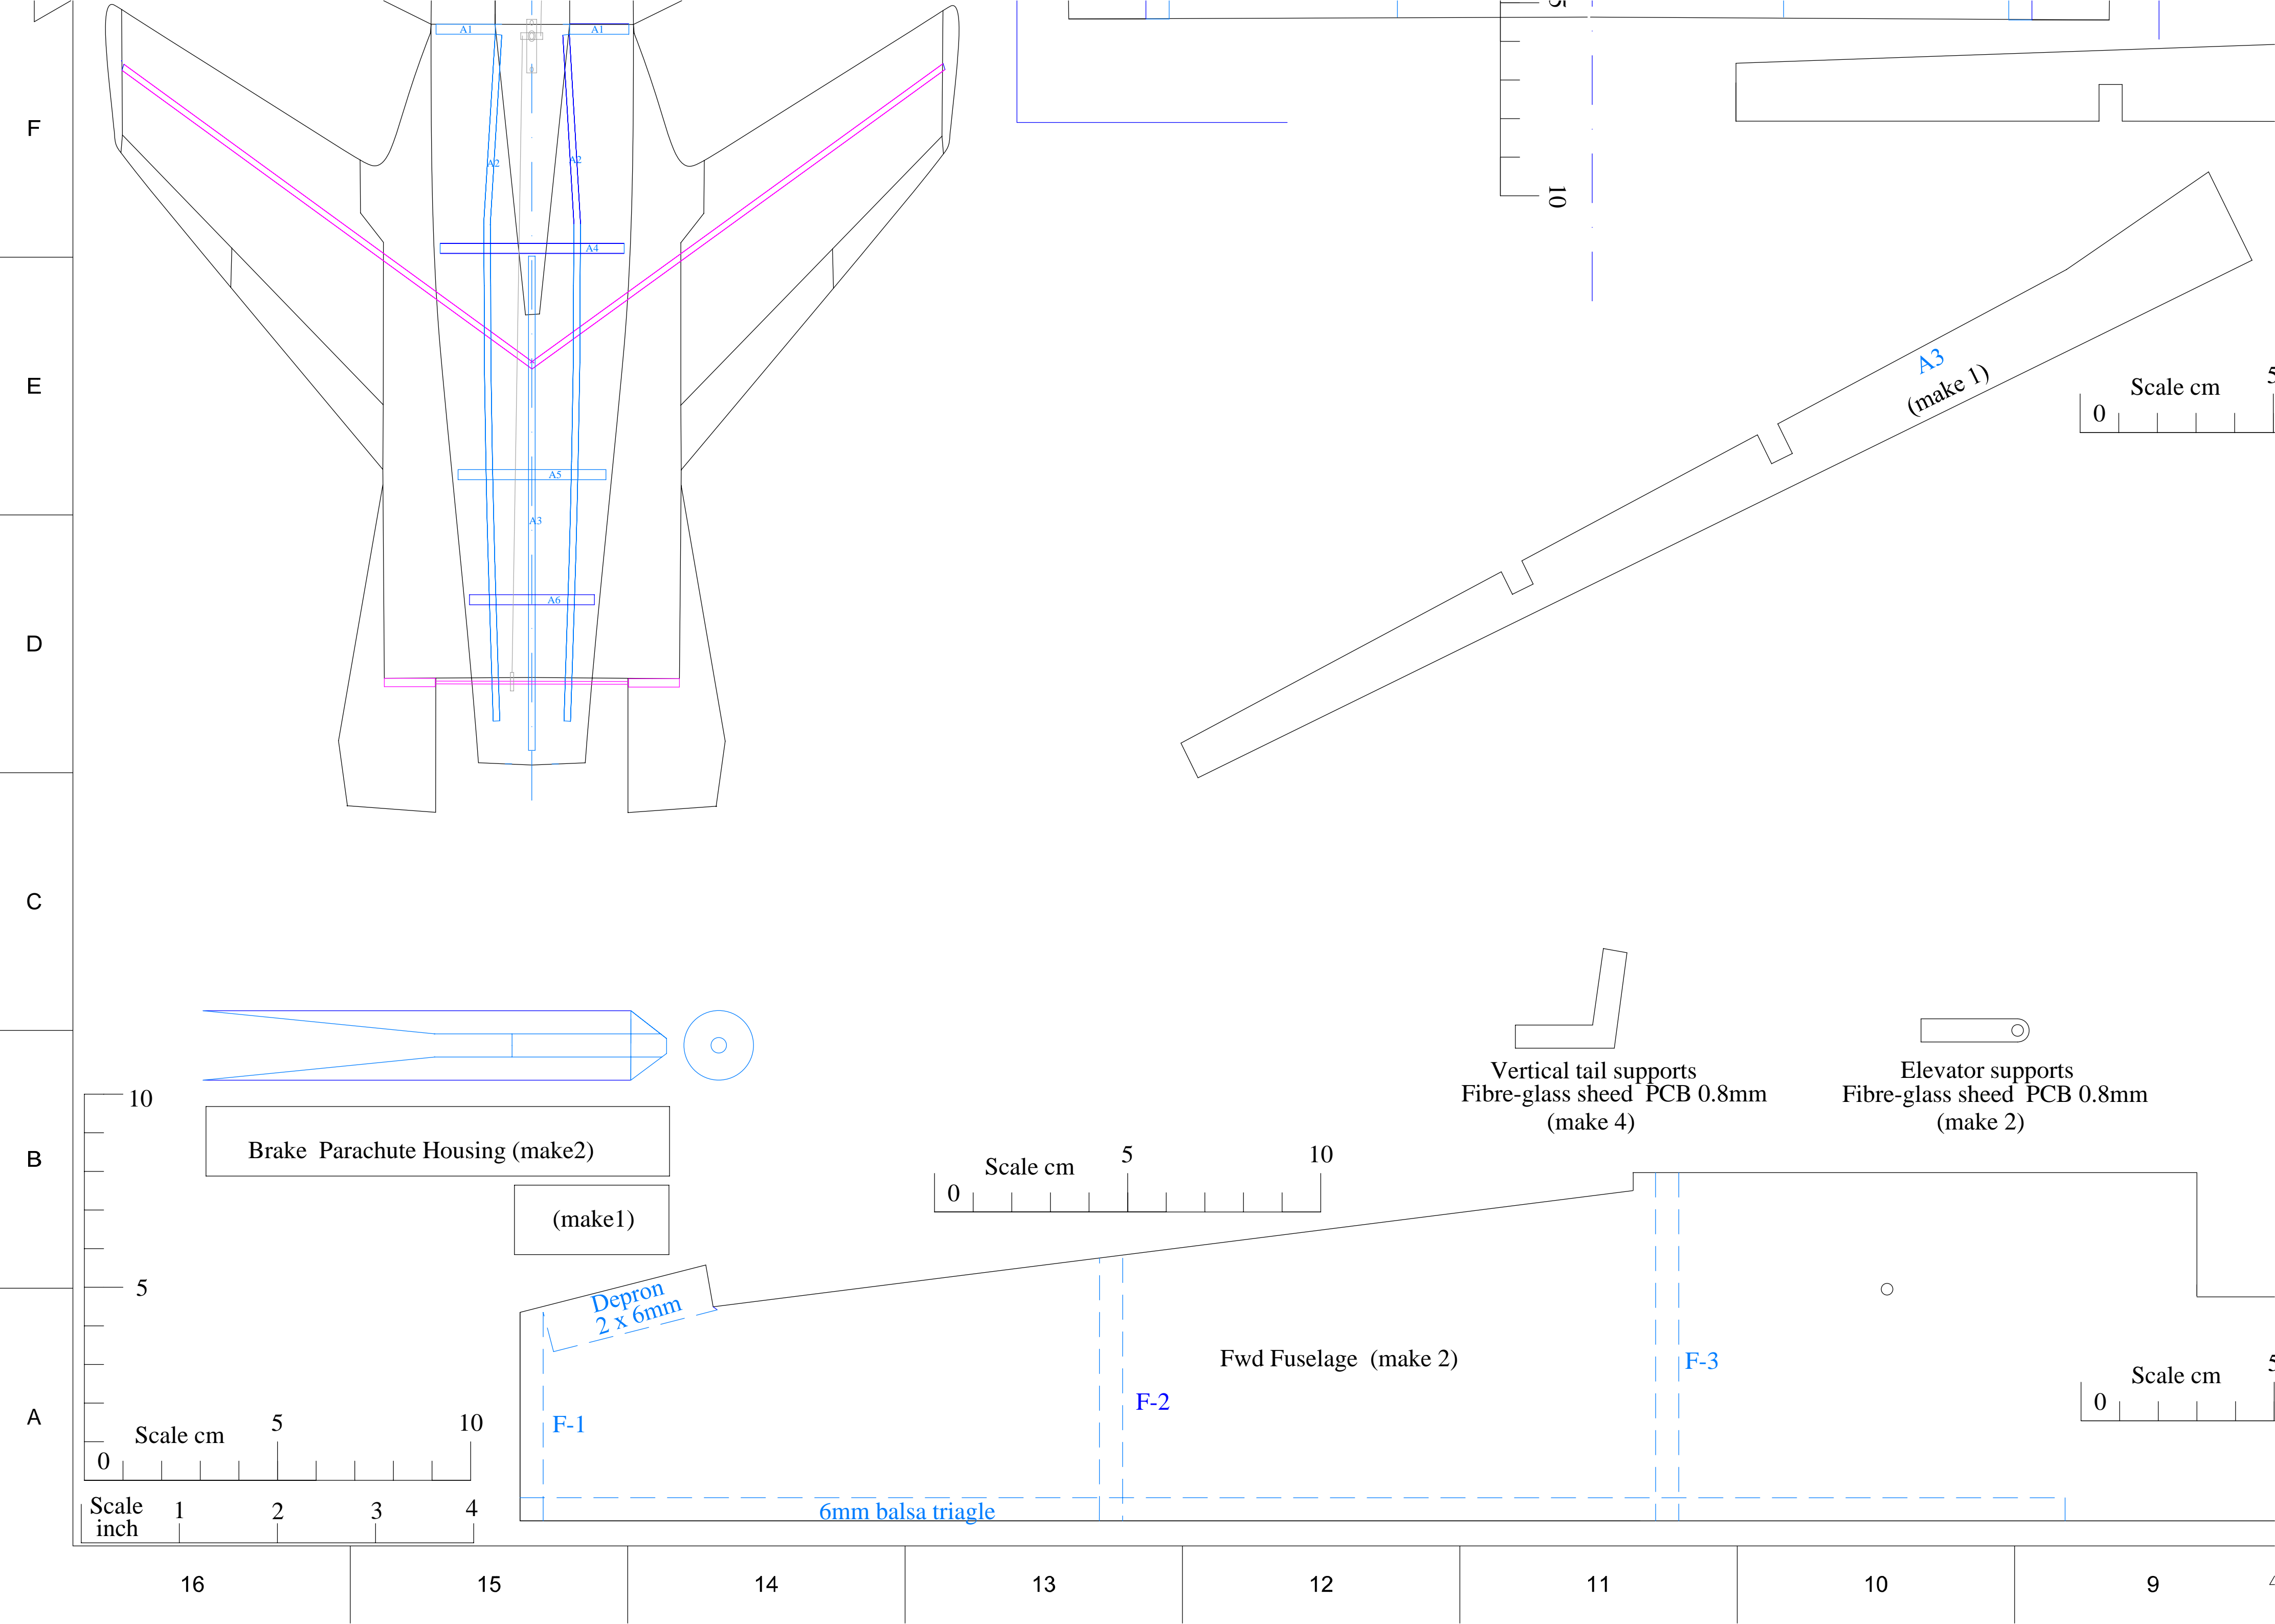 A1
A1
5
F
A2
A2
10
A4
A3
(make 1)
E
Scale cm
5
0
A5
A3
A6
D
C
Vertical tail supports
Fibre-glass sheed PCB 0.8mm
(make 4)
Elevator supports
Fibre-glass sheed PCB 0.8mm
(make 2)
10
B
Brake Parachute Housing (make2)
(make1)
Scale cm
5
10
0
5
Depron
2 x 6mm
Fwd Fuselage (make 2)
F-3
F-2
F-1
Scale cm
5
0
A
Scale cm
5
10
0
Scale
inch
1
2
3
4
6mm balsa triagle
16
15
14
13
12
11
10
9